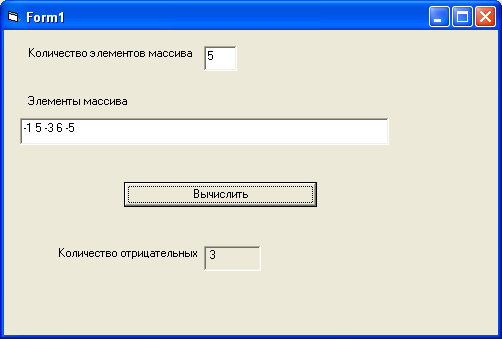 Form1
Количество элементов массива 5
Элементы массива
-1 5 -3 6 -5
Вычислить
Количество отрицательных 3